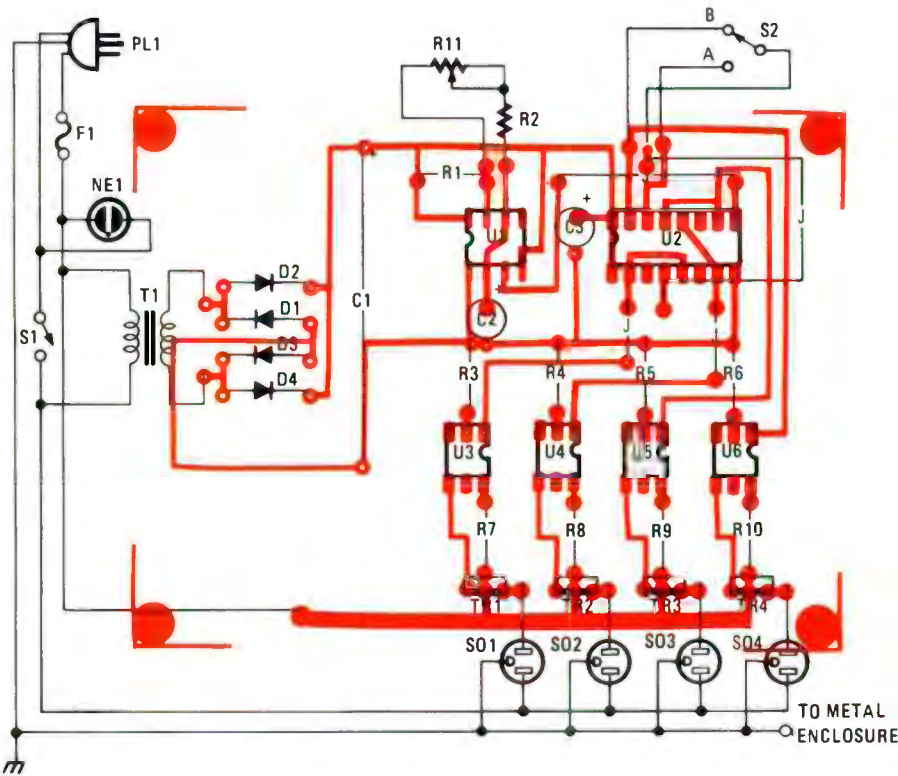 B
S2
PL1
R11
A
F1
R2
NE1
R1
J
+
C3
U1
U2
J
T1
D2
C1
S1
D1
C2
J
D3
R3
R4
R5
R6
D4
U3
U4
U5
U6
R7
R8
R9
R10
TR1
TR2
TR3
TR4
SO1
SO2
SO3
SO4
TO METAL
ENCLOSURE